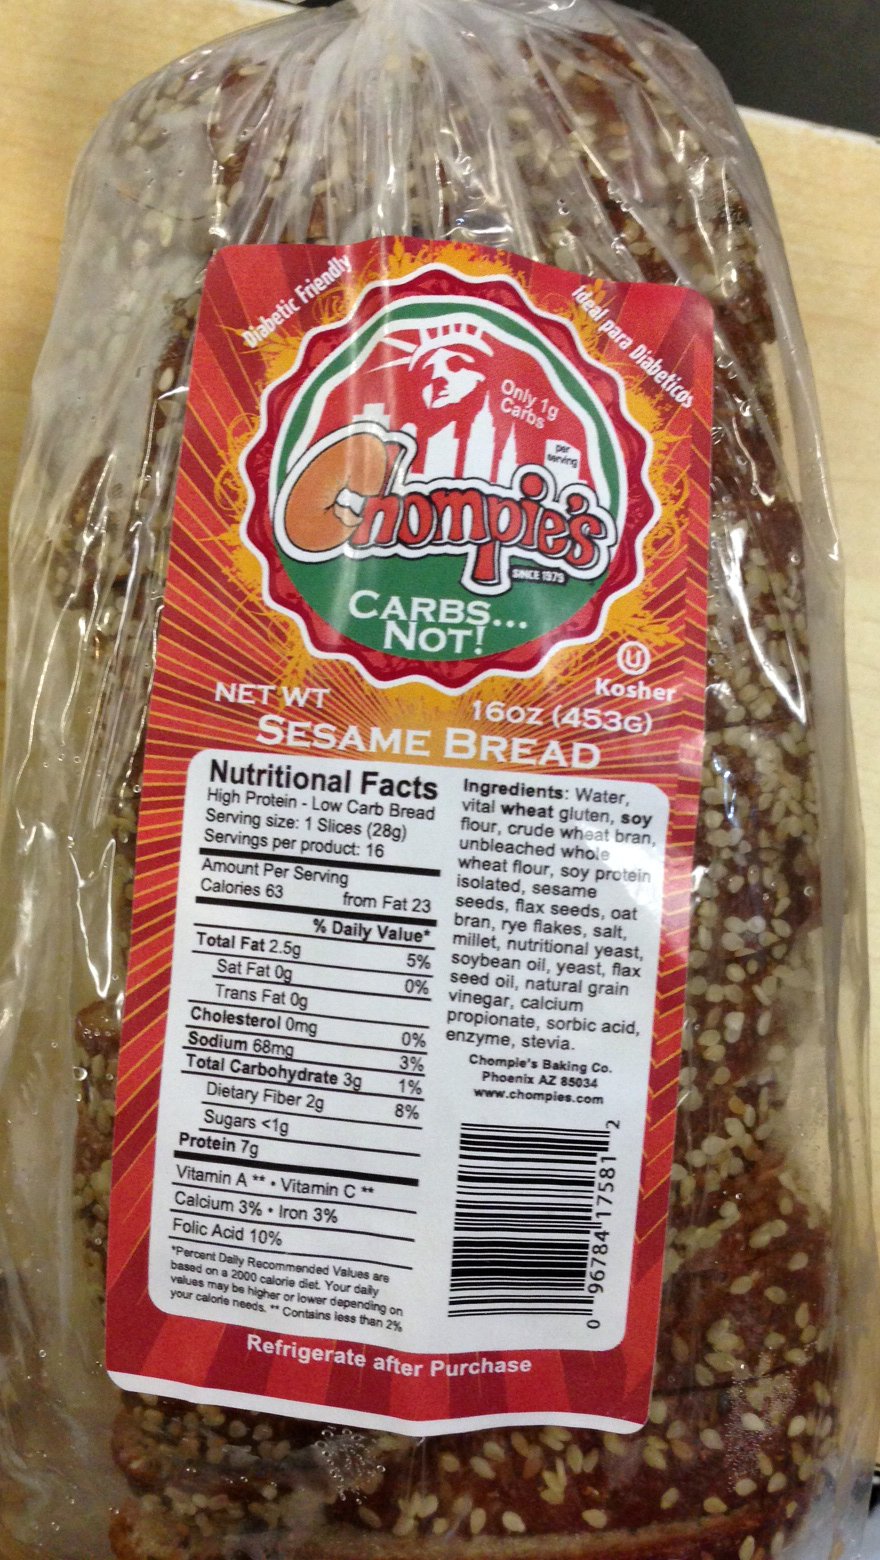 Diabetic Friendly
Ideal para Diabeticos
Only 1g
Carbs
per
serving
Chompie's
SINCE 1979
CARBS...
NOT!
U
Kosher
NET WT
16OZ (453G)
SESAME BREAD
Nutritional Facts
High Protein - Low Carb Bread
Serving size: 1 Slices (28g)
Servings per product: 16
Amount Per Serving
Calories 63 from Fat 23
% Daily Value*
Total Fat 2.5g 5%
Sat Fat 0g 0%
Trans Fat 0g
Cholesterol 0mg 0%
Sodium 68mg 3%
Total Carbohydrate 3g 1%
Dietary Fiber 2g 8%
Sugars <1g
Protein 7g
Vitamin A ** • Vitamin C **
Calcium 3% • Iron 3%
Folic Acid 10%
*Percent Daily Recommended Values are
based on a 2000 calorie diet. Your daily
values may be higher or lower depending on
your calorie needs. ** Contains less than 2%
Ingredients: Water,
vital wheat gluten, soy
flour, crude wheat bran,
unbleached whole
wheat flour, soy protein
isolated, sesame
seeds, flax seeds, oat
bran, rye flakes, salt,
millet, nutritional yeast,
soybean oil, yeast, flax
seed oil, natural grain
vinegar, calcium
propionate, sorbic acid,
enzyme, stevia.
Chompie's Baking Co.
Phoenix AZ 85034
www.chompies.com
0 96784 17581 2
Refrigerate after Purchase